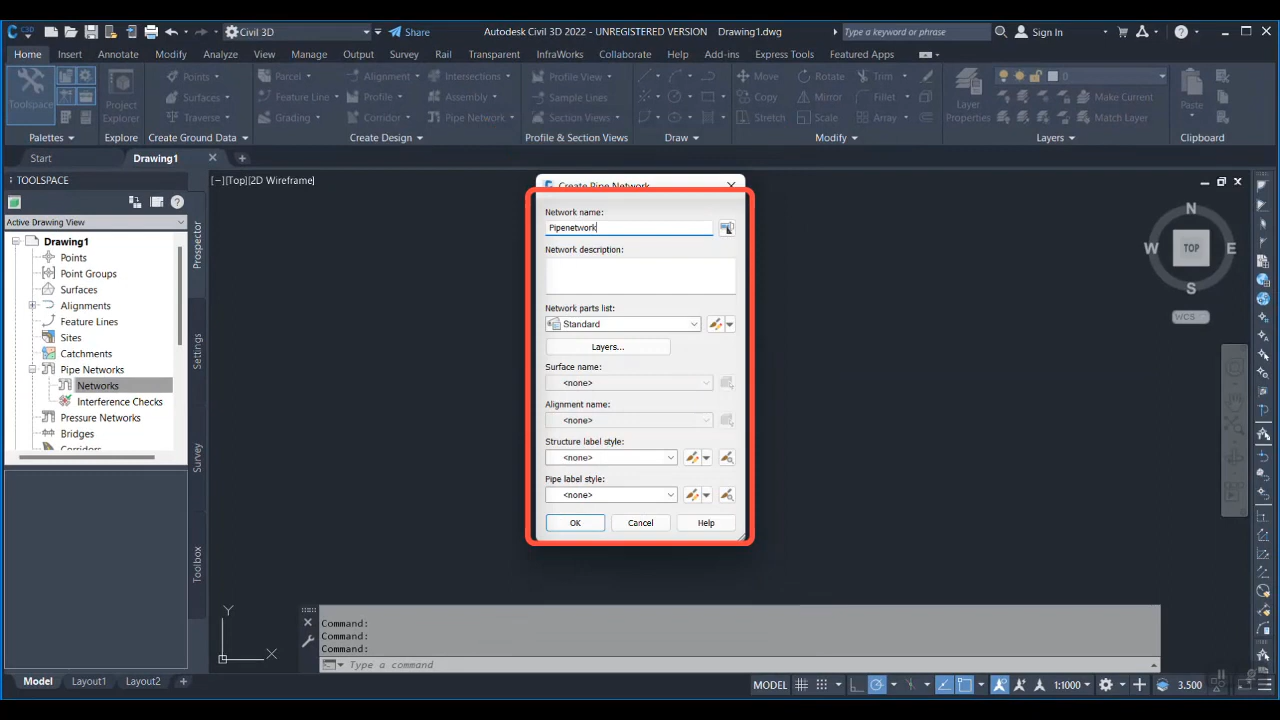 C3D Civil 3D Share Autodesk Civil 3D 2022 - UNREGISTERED VERSION Drawing1.dwg Type a keyword or phrase Sign In ?
Home Insert Annotate Modify Analyze View Manage Output Survey Rail Transparent InfraWorks Collaborate Help Add-ins Express Tools Featured Apps
Toolspace
Project
Explorer
Points
Surfaces
Traverse
Parcel
Feature Line
Grading
Alignment
Profile
Corridor
Intersections
Assembly
Pipe Network
Profile View
Sample Lines
Section Views
Move Rotate Trim
Copy Mirror Fillet
Stretch Scale Array
Layer
Properties
0
Make Current
Match Layer
Paste
Palettes Explore Create Ground Data Create Design Profile & Section Views Draw Modify Layers Clipboard
Start Drawing1
TOOLSPACE
[−][Top][2D Wireframe]
?
Active Drawing View
Drawing1
Points
Point Groups
Surfaces
Alignments
Feature Lines
Sites
Catchments
Pipe Networks
Networks
Interference Checks
Pressure Networks
Bridges
Corridors
Prospector
Settings
Survey
Toolbox
Create Pipe Network
Network name:
Pipenetwork
Network description:
Network parts list:
Standard
Layers...
Surface name:
<none>
Alignment name:
<none>
Structure label style:
<none>
Pipe label style:
<none>
OK Cancel Help
N
W TOP E
S
WCS
Y
X
Command:
Command:
Command:
Type a command
Model Layout1 Layout2 + MODEL 1:1000 3.500